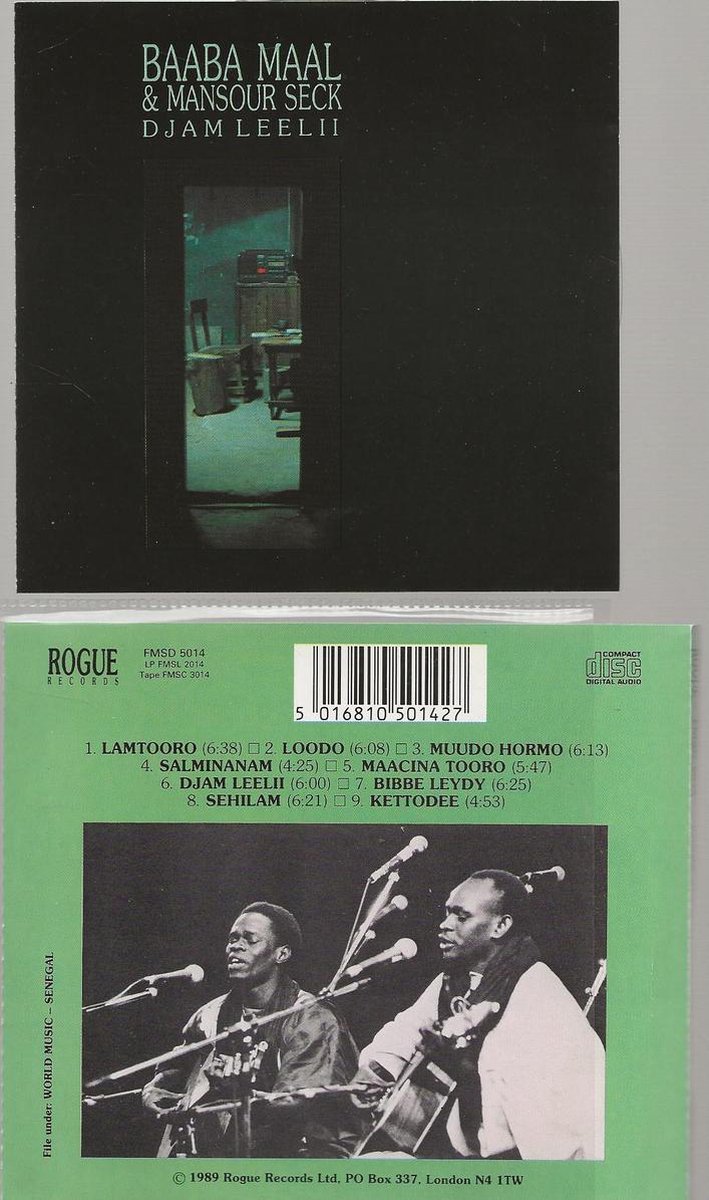 BAABA MAAL
& MANSOUR SECK
DJAM LEELII
ROGUE
RECORDS
FMSD 5014
LP FMSL 2014
Tape FMSC 3014
5 016810 501427
COMPACT
disc
DIGITAL AUDIO
1. LAMTOORO (6:38) □ 2. LOODO (6:08) □ 3. MUUDO HORMO (6:13)
4. SALMINANAM (4:25) □ 5. MAACINA TOORO (5:47)
6. DJAM LEELII (6:00) □ 7. BIBBE LEYDY (6:25)
8. SEHILAM (6:21) □ 9. KETTODEE (4:53)
File under: WORLD MUSIC – SENEGAL
© 1989 Rogue Records Ltd, PO Box 337, London N4 1TW